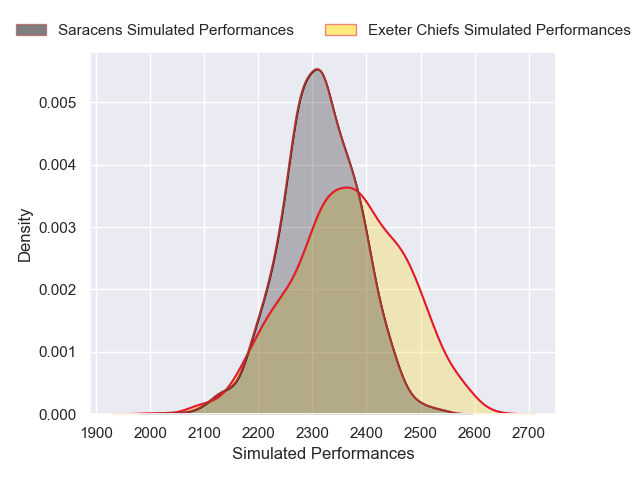 Saracens Simulated Performances
Exeter Chiefs Simulated Performances
0.005
0.004
0.003
0.002
0.001
0.000
Density
1900 2000 2100 2200 2300 2400 2500 2600 2700
Simulated Performances